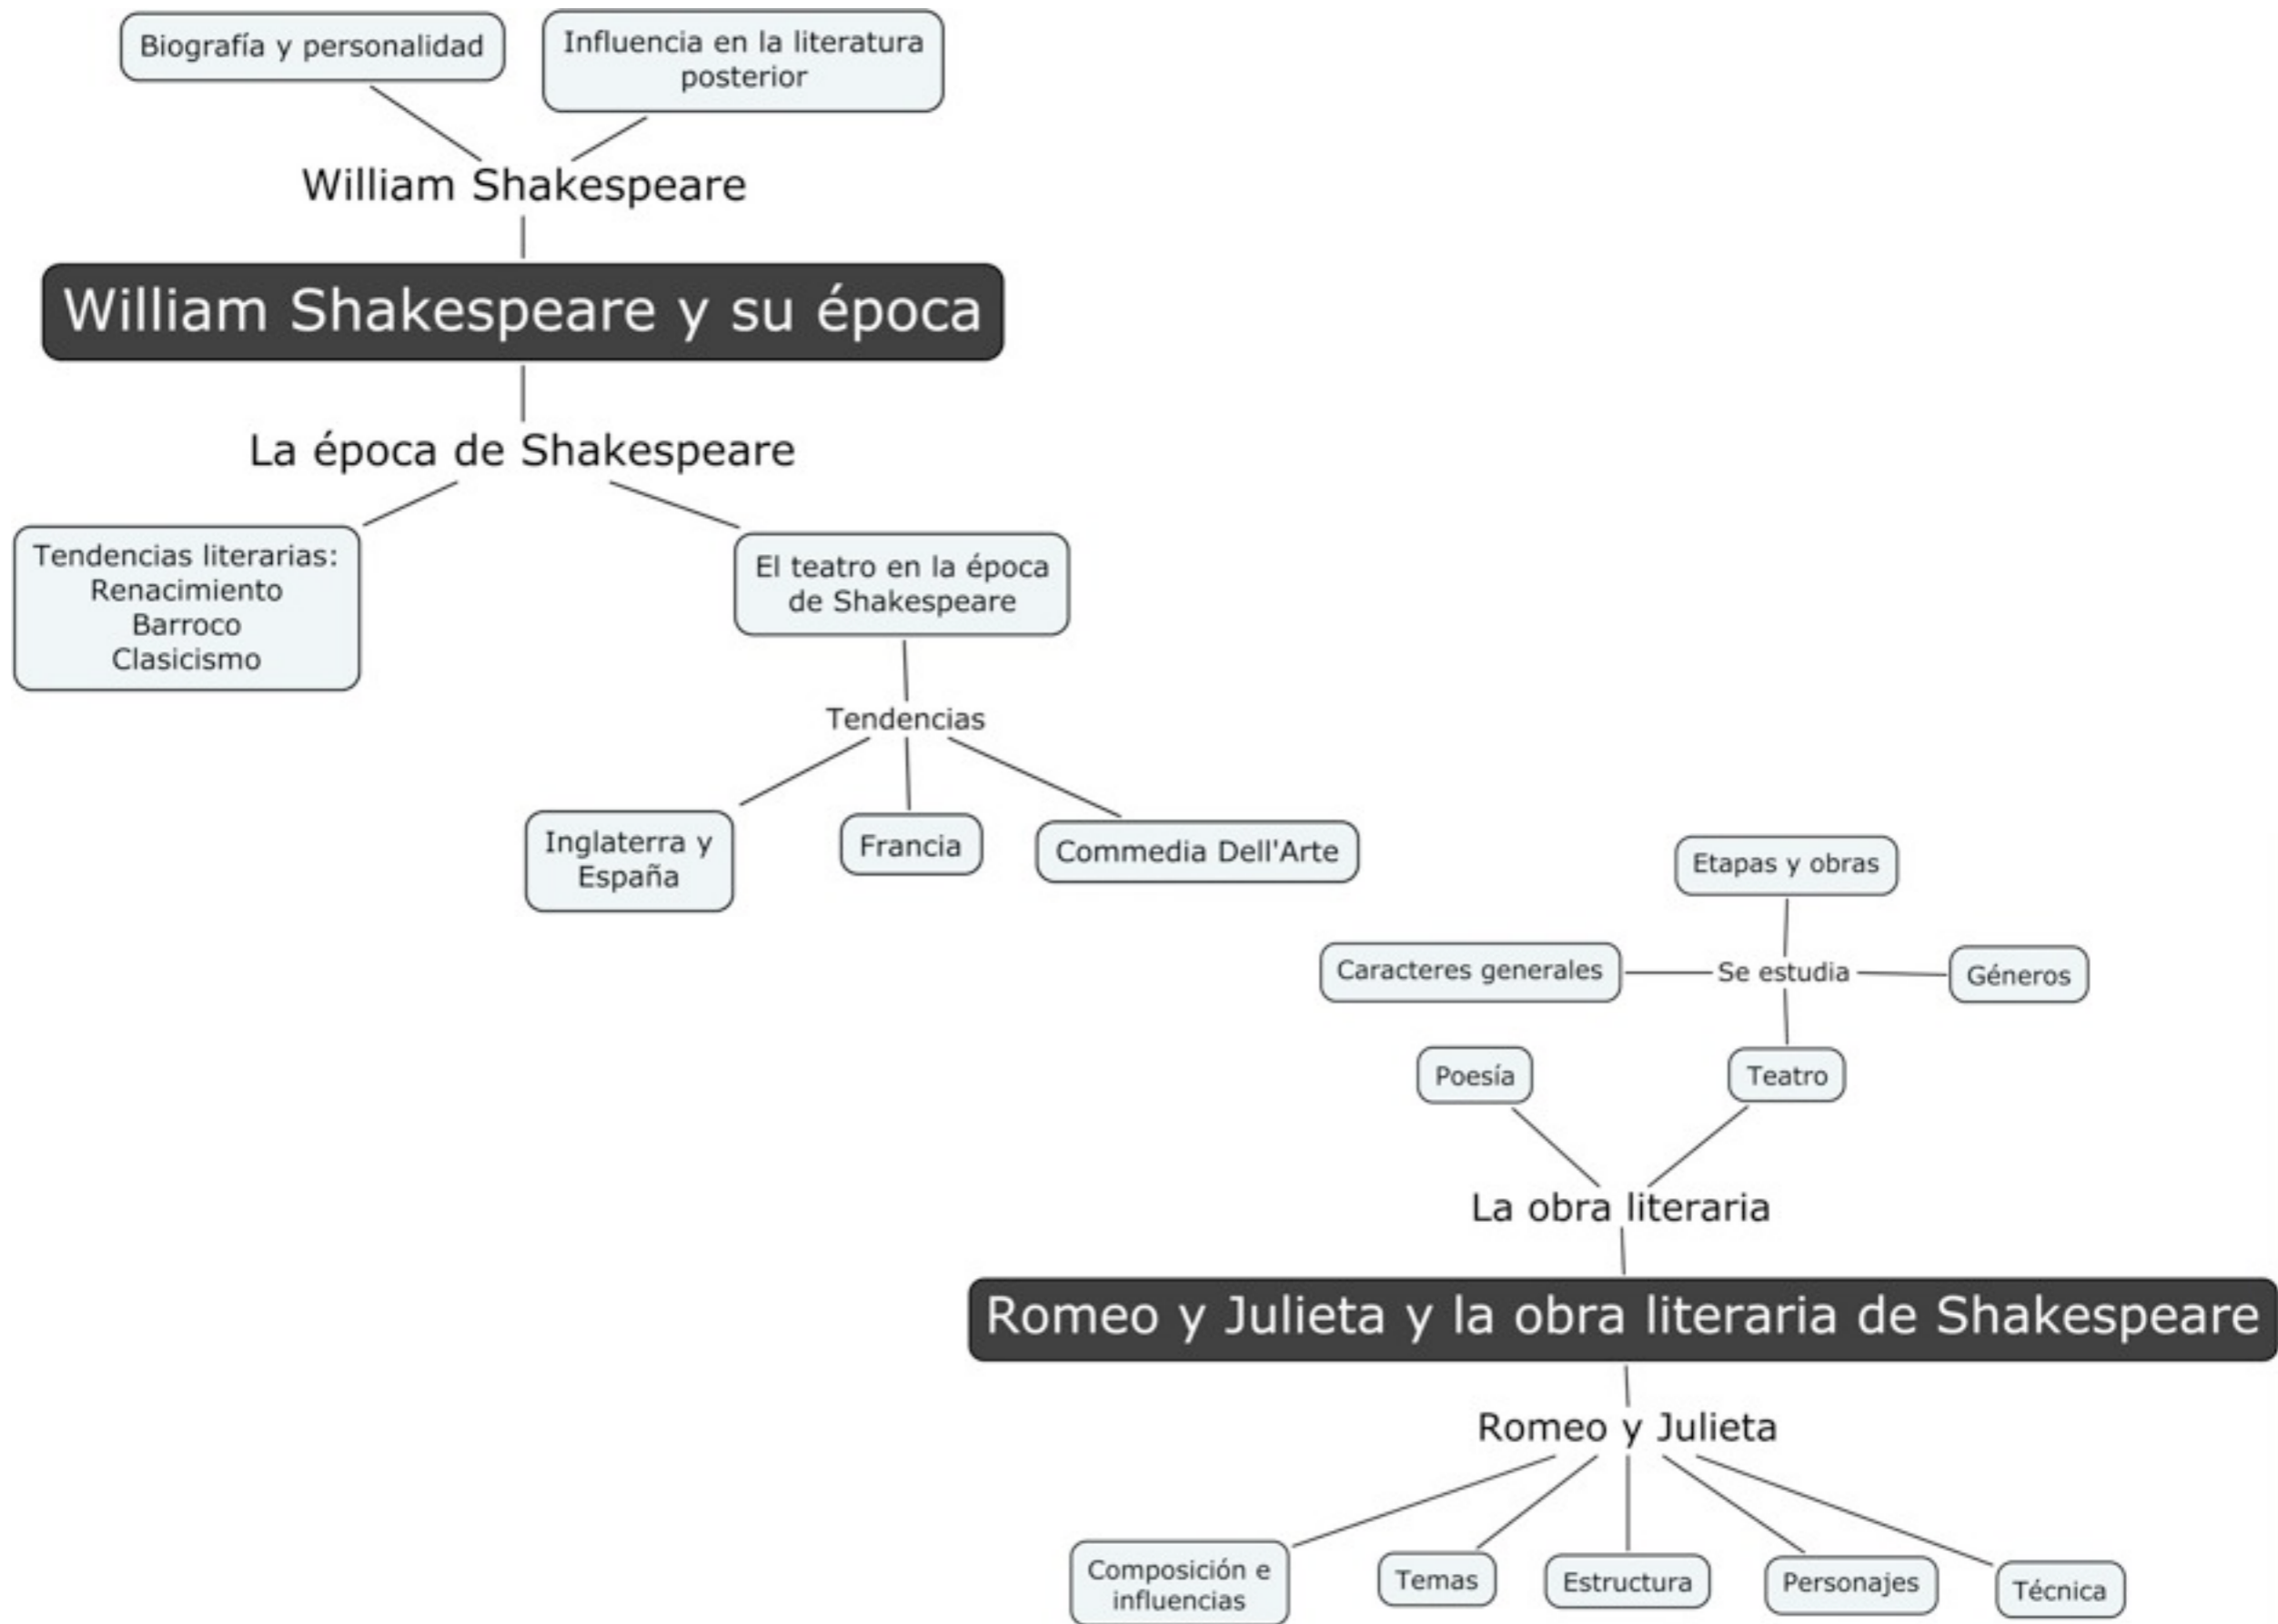 Biografía y personalidad
Influencia en la literatura
posterior
William Shakespeare
William Shakespeare y su época
La época de Shakespeare
Tendencias literarias:
Renacimiento
Barroco
Clasicismo
El teatro en la época
de Shakespeare
Tendencias
Inglaterra y
España
Francia
Commedia Dell'Arte
Etapas y obras
Caracteres generales
Se estudia
Géneros
Poesía
Teatro
La obra literaria
Romeo y Julieta y la obra literaria de Shakespeare
Romeo y Julieta
Composición e
influencias
Temas
Estructura
Personajes
Técnica